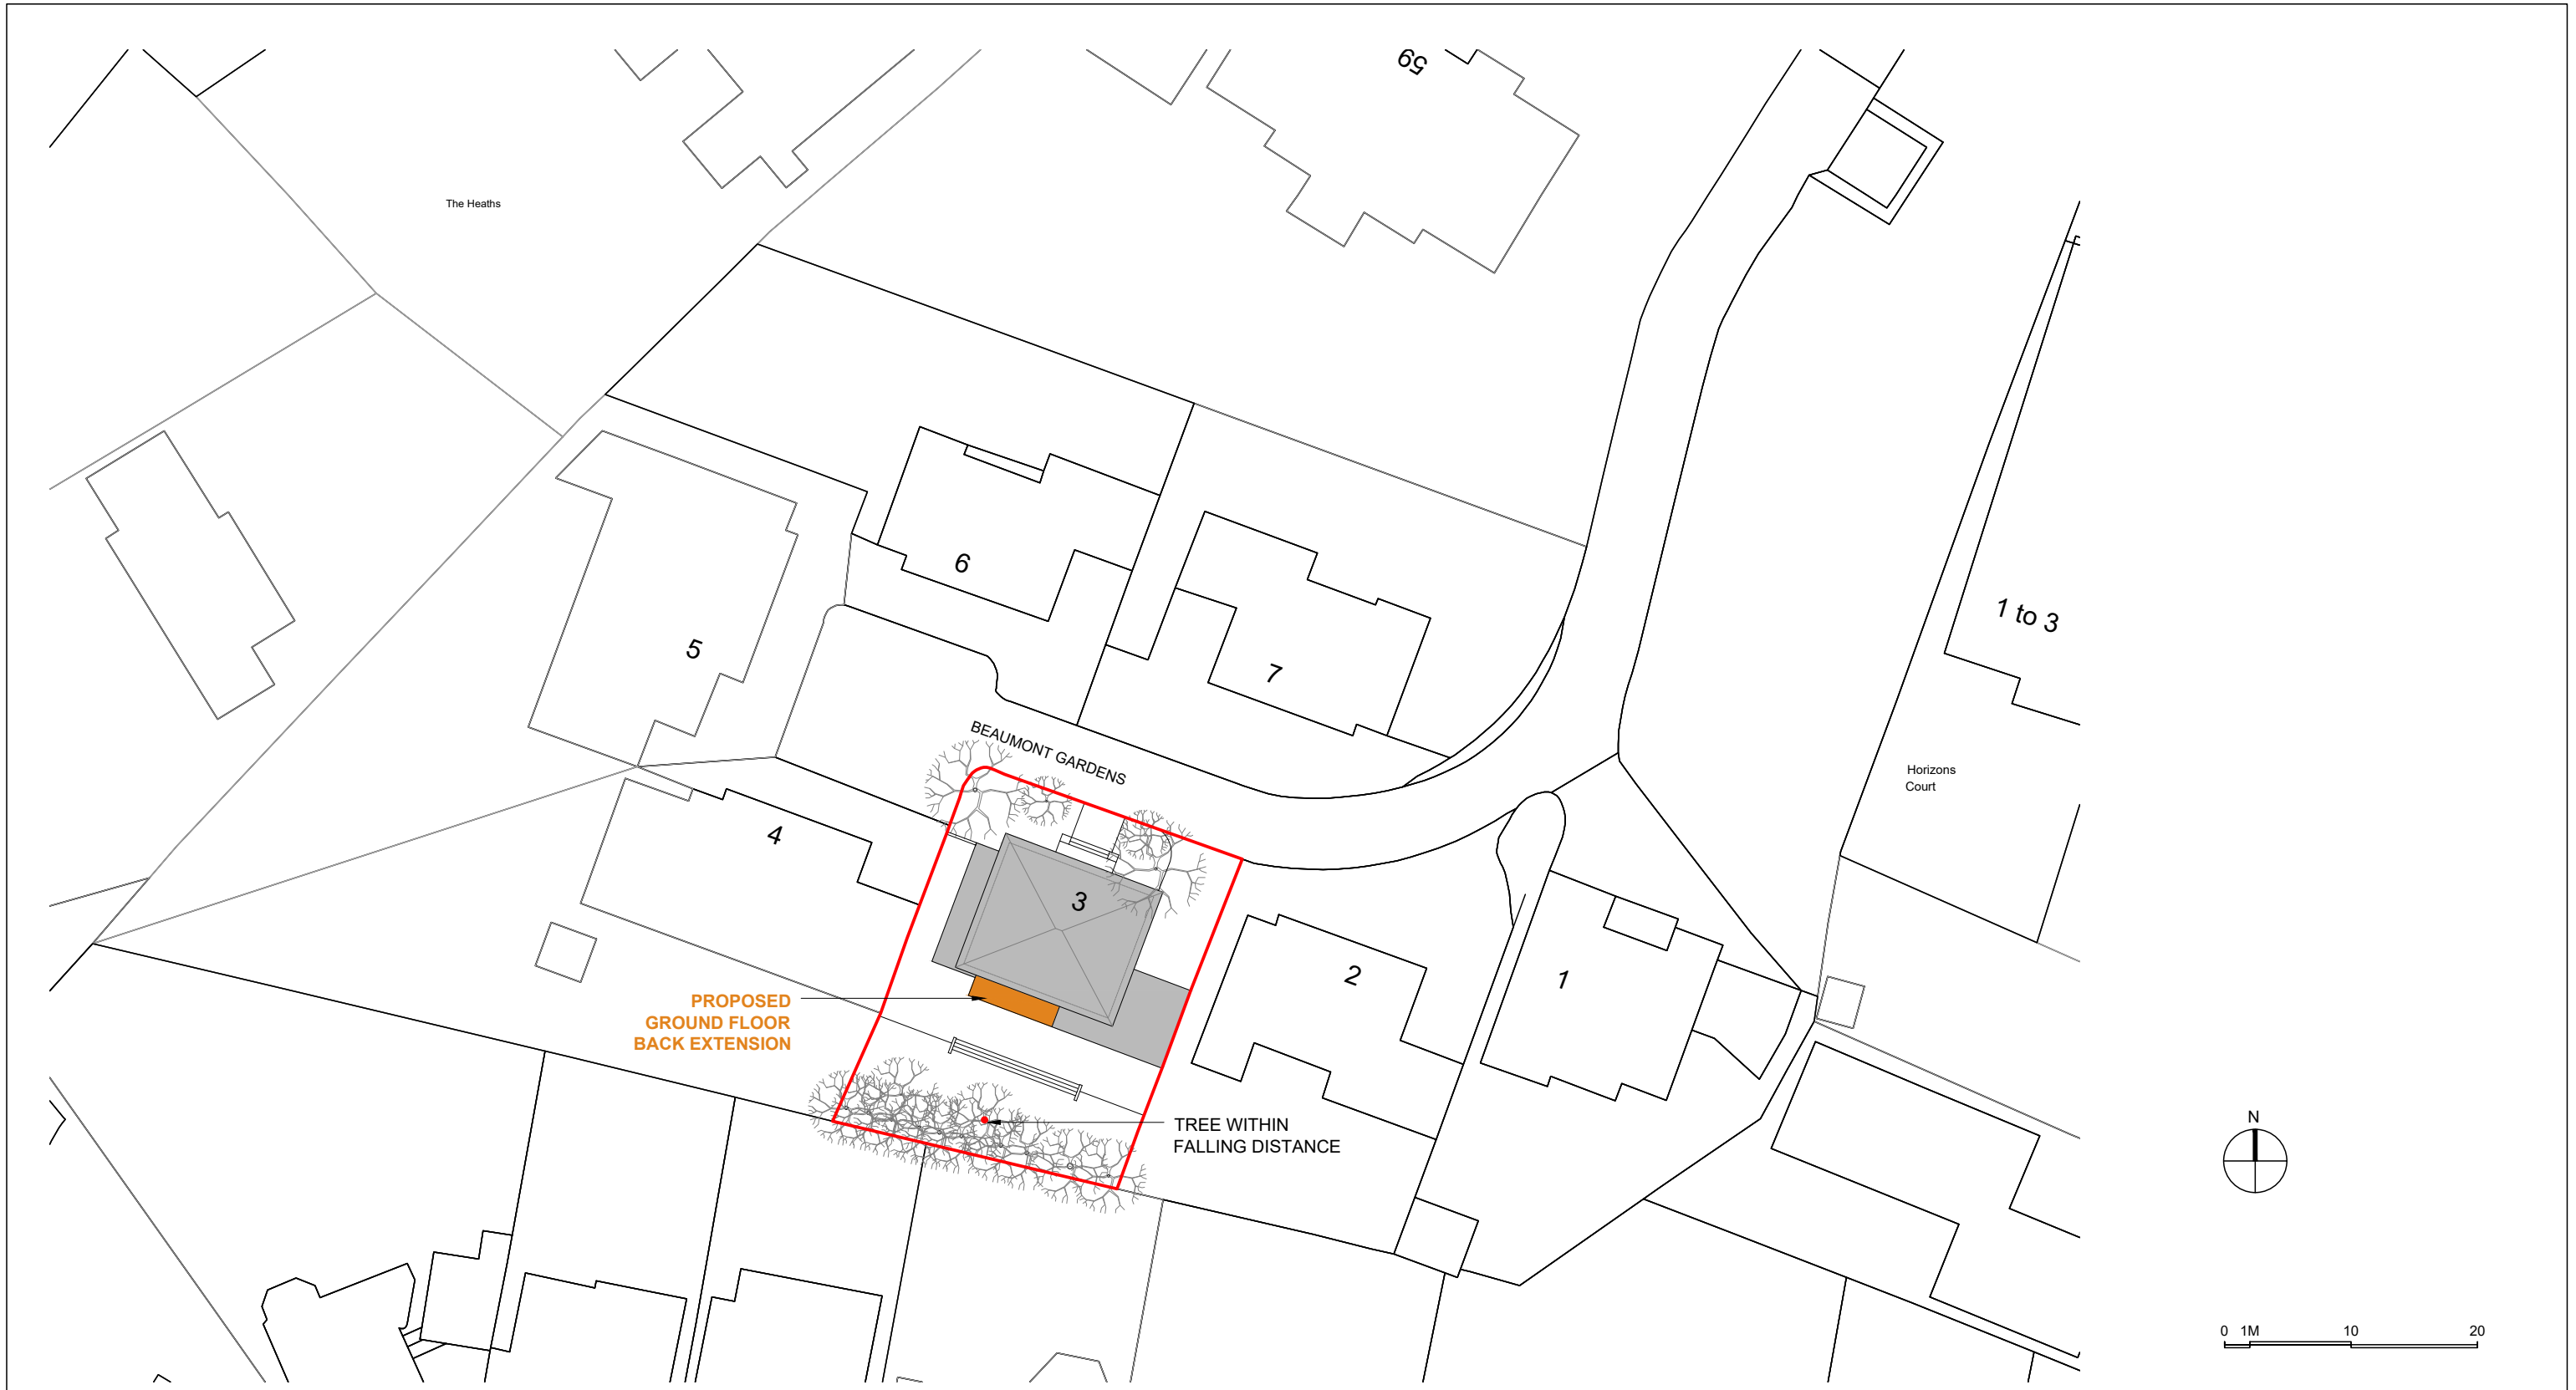 59
The Heaths
6
1 to 3
5
7
BEAUMONT GARDENS
Horizons
Court
4
3
2
1
PROPOSED
GROUND FLOOR
BACK EXTENSION
TREE WITHIN
FALLING DISTANCE
N
0 1M 10 20